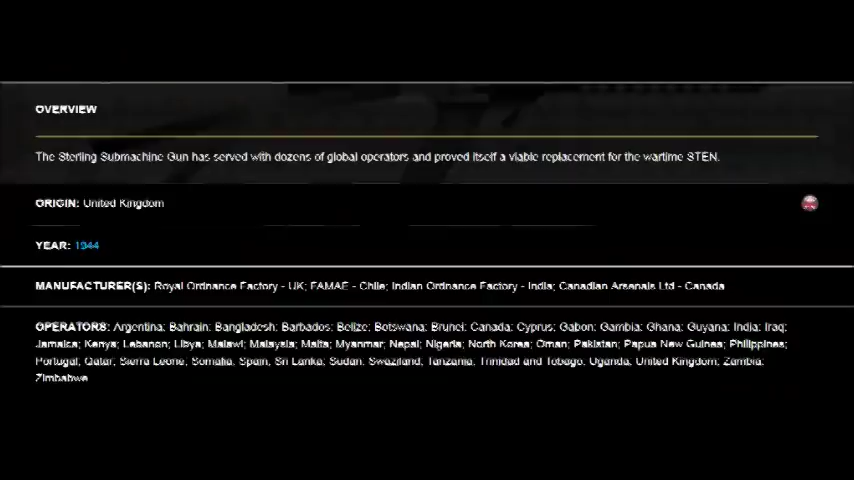 OVERVIEW
The Sterling Submachine Gun has served with dozens of global operators and proved itself a viable replacement for the wartime STEN.
ORIGIN: United Kingdom
YEAR: 1944
MANUFACTURER(S): Royal Ordnance Factory - UK; FAMAE - Chile; Indian Ordnance Factory - India; Canadian Arsenals Ltd - Canada
OPERATORS: Argentina; Bahrain; Bangladesh; Barbados; Belize; Botswana; Brunei; Canada; Cyprus; Gabon; Gambia; Ghana; Guyana; India; Iraq;
Jamaica; Kenya; Lebanon; Libya; Malawi; Malaysia; Malta; Myanmar; Nepal; Nigeria; North Korea; Oman; Pakistan; Papua New Guinea; Philippines;
Portugal; Qatar; Sierra Leone; Somalia; Spain; Sri Lanka; Sudan; Swaziland; Tanzania; Trinidad and Tobago; Uganda; United Kingdom; Zambia;
Zimbabwe